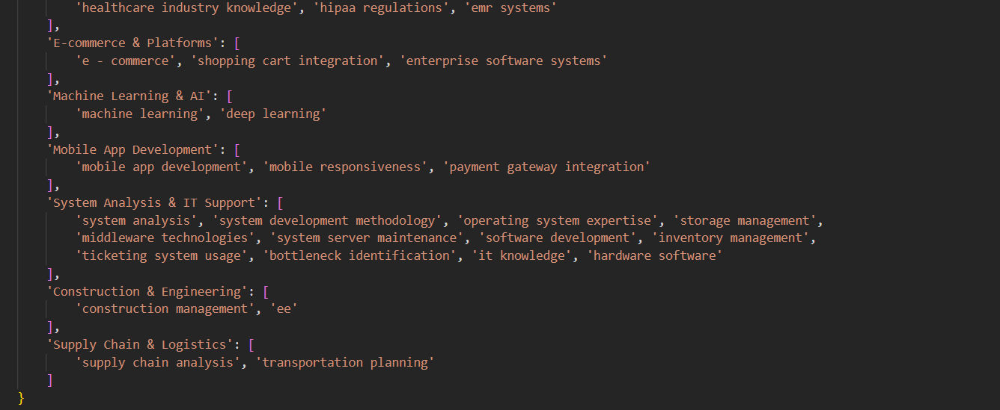 'healthcare industry knowledge', 'hipaa regulations', 'emr systems'
],
'E-commerce & Platforms': [
'e - commerce', 'shopping cart integration', 'enterprise software systems'
],
'Machine Learning & AI': [
'machine learning', 'deep learning'
],
'Mobile App Development': [
'mobile app development', 'mobile responsiveness', 'payment gateway integration'
],
'System Analysis & IT Support': [
'system analysis', 'system development methodology', 'operating system expertise', 'storage management',
'middleware technologies', 'system server maintenance', 'software development', 'inventory management',
'ticketing system usage', 'bottleneck identification', 'it knowledge', 'hardware software'
],
'Construction & Engineering': [
'construction management', 'ee'
],
'Supply Chain & Logistics': [
'supply chain analysis', 'transportation planning'
]
}